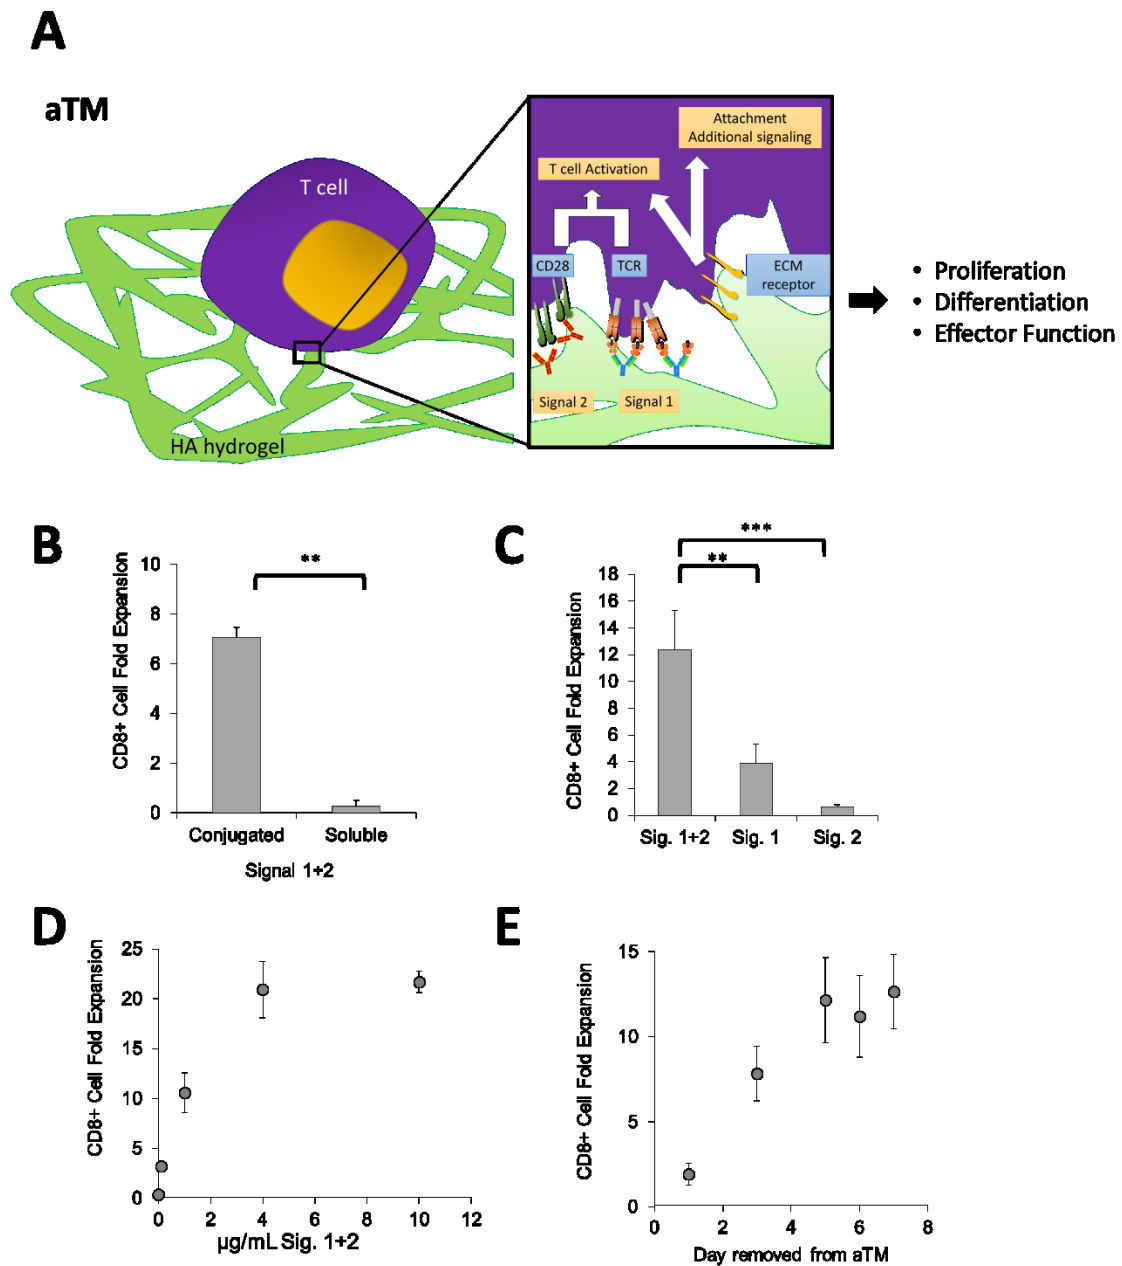 A
aTM
T cell
HA hydrogel
Attachment
Additional signaling
T cell Activation
CD28
TCR
ECM
receptor
Signal 2
Signal 1
• Proliferation
• Differentiation
• Effector Function
B
CD8+ Cell Fold Expansion
10
8
6
4
2
0
**
Conjugated
Soluble
Signal 1+2
C
CD8+ Cell Fold Expansion
18
16
14
12
10
8
6
4
2
0
***
**
Sig. 1+2
Sig. 1
Sig. 2
D
CD8+ Cell Fold Expansion
25
20
15
10
5
0
0 2 4 6 8 10 12
µg/mL Sig. 1+2
E
CD8+ Cell Fold Expansion
15
10
5
0
0 2 4 6 8
Day removed from aTM